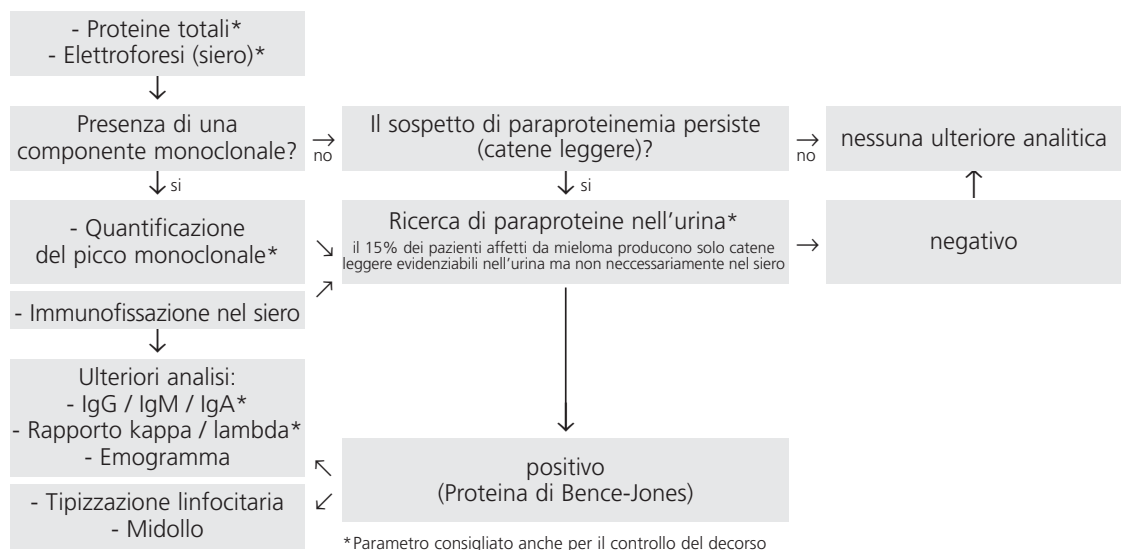 - Proteine totali*
- Elettroforesi (siero)*
Presenza di una
componente monoclonale?
no
Il sospetto di paraproteinemia persiste
(catene leggere)?
no
nessuna ulteriore analitica
si
si
- Quantificazione
del picco monoclonale*
Ricerca di paraproteine nell'urina*
il 15% dei pazienti affetti da mieloma producono solo catene
leggere evidenziabili nell'urina ma non neccessariamente nel siero
negativo
- Immunofissazione nel siero
Ulteriori analisi:
- IgG / IgM / IgA*
- Rapporto kappa / lambda*
- Emogramma
positivo
(Proteina di Bence-Jones)
- Tipizzazione linfocitaria
- Midollo
*Parametro consigliato anche per il controllo del decorso